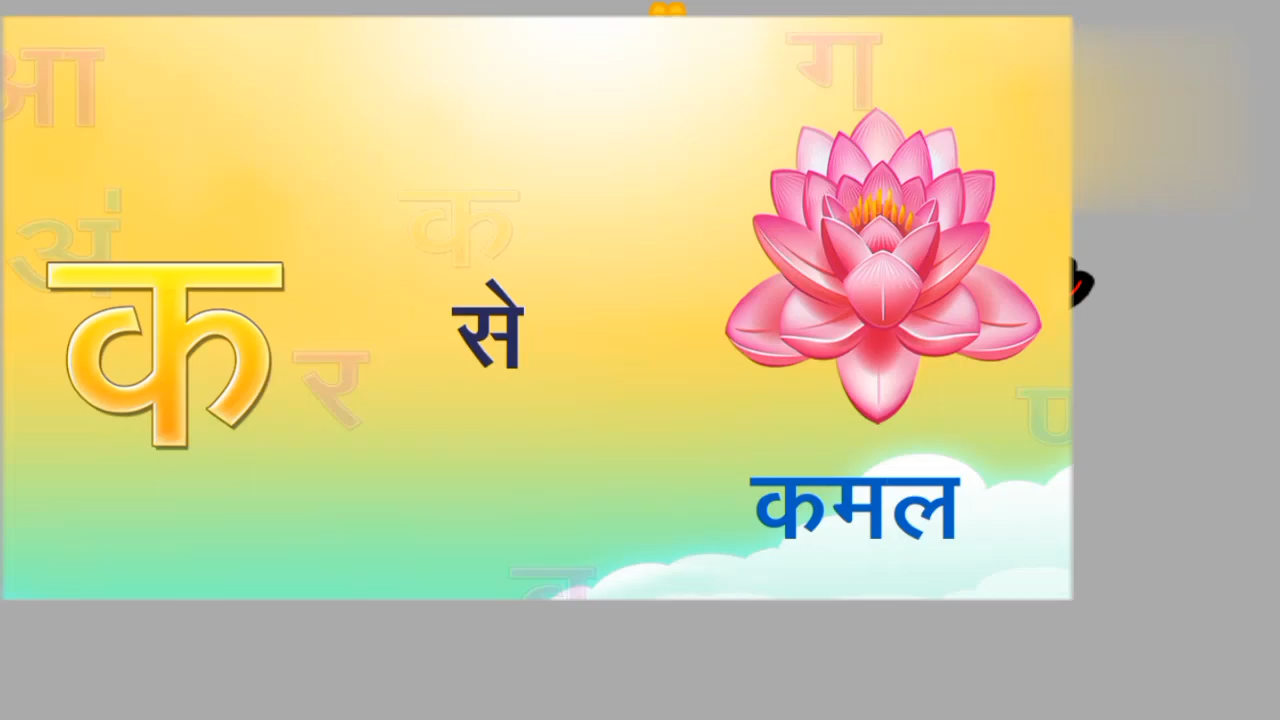 आ
ग
अं
क
क
से
र
प
कमल